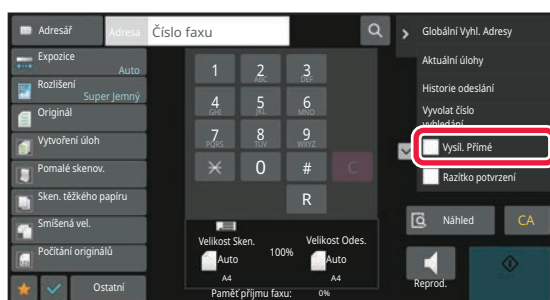 Adresář
Adresa
Číslo faxu
Globální Vyhl. Adresy
Expozice
Auto
Aktuální úlohy
Rozlišení
Super Jemný
Historie odeslání
Originál
Vyvolat číslo
vyhledání
Vytvoření úloh
Vysíl. Přímé
Pomalé skenov.
Razítko potvrzení
Sken. těžkého papíru
Smíšená vel.
Počítání originálů
Ostatní
1
2
ABC
3
DEF
4
GHI
5
JKL
6
MNO
7
PQRS
8
TUV
9
WXYZ
0
#
C
R
Velikost Sken.
100%
Velikost Odes.
Auto
A4
Auto
A4
Paměť příjmu faxu: 0%
Náhled
CA
Reprod.